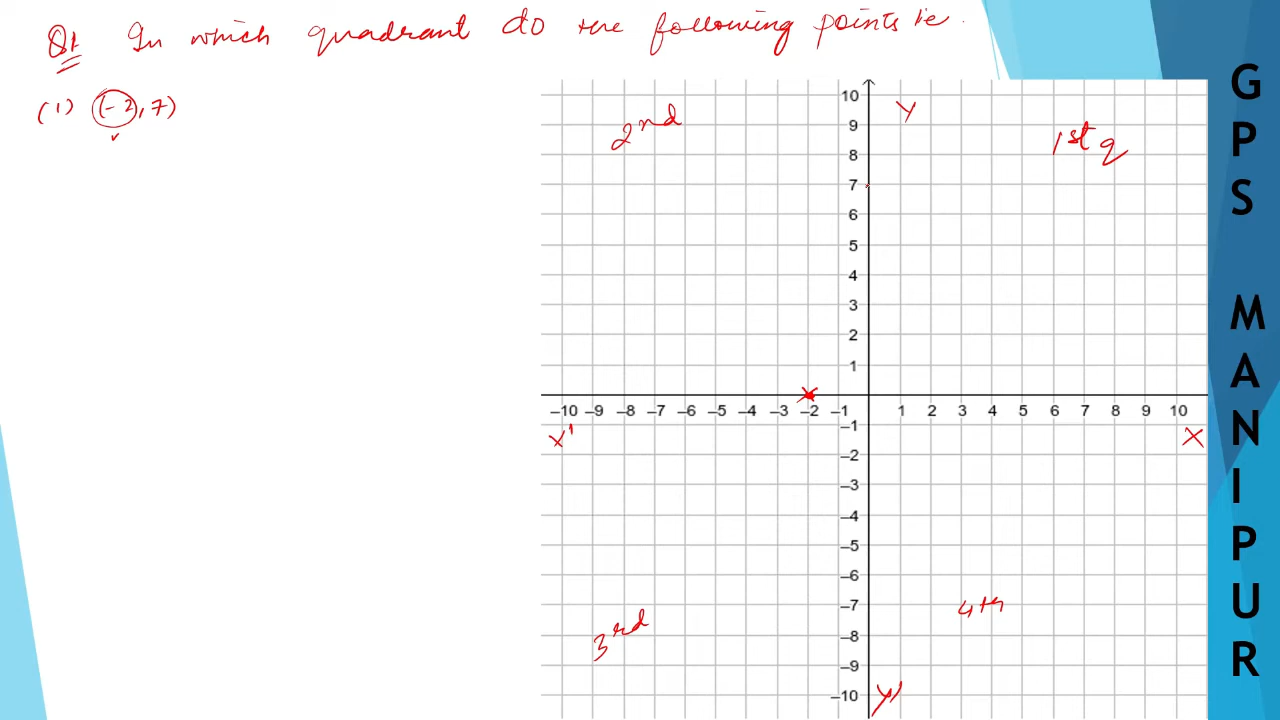 Q1 In which quadrant do the following points lie.
(1) (-2, 7)
2nd
1st q
Y
10
9
8
7
6
5
4
3
2
1
–10 –9 –8 –7 –6 –5 –4 –3 –2 –1 1 2 3 4 5 6 7 8 9 10
X' X
–1
–2
–3
–4
–5
–6
–7
–8
–9
–10
3rd
4th
Y'
GPS MANIPUR